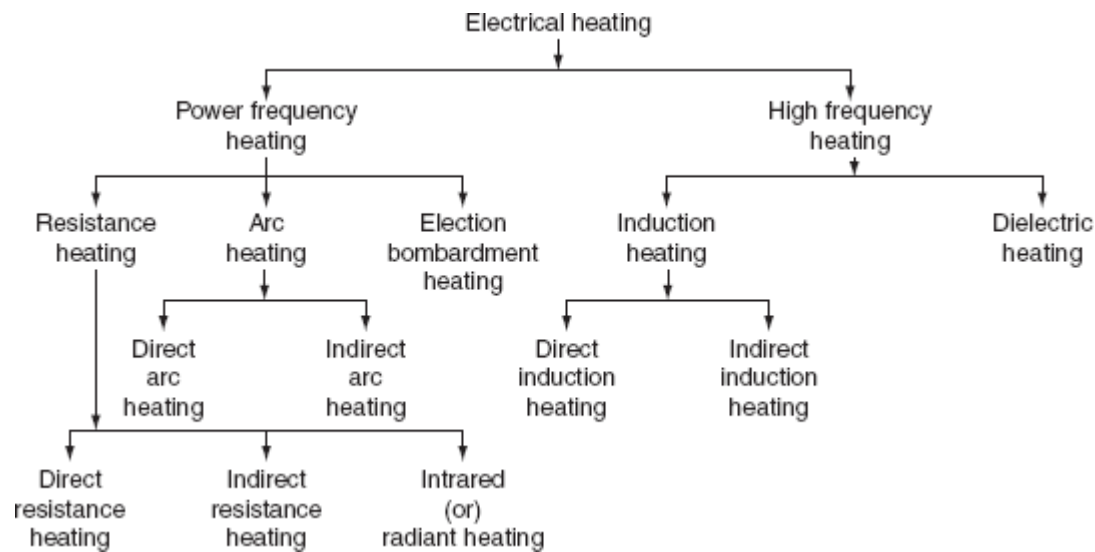 Electrical heating
Power frequency
heating
High frequency
heating
Resistance
heating
Arc
heating
Election
bombardment
heating
Induction
heating
Dielectric
heating
Direct
arc
heating
Indirect
arc
heating
Direct
induction
heating
Indirect
induction
heating
Direct
resistance
heating
Indirect
resistance
heating
Intrared
(or)
radiant heating